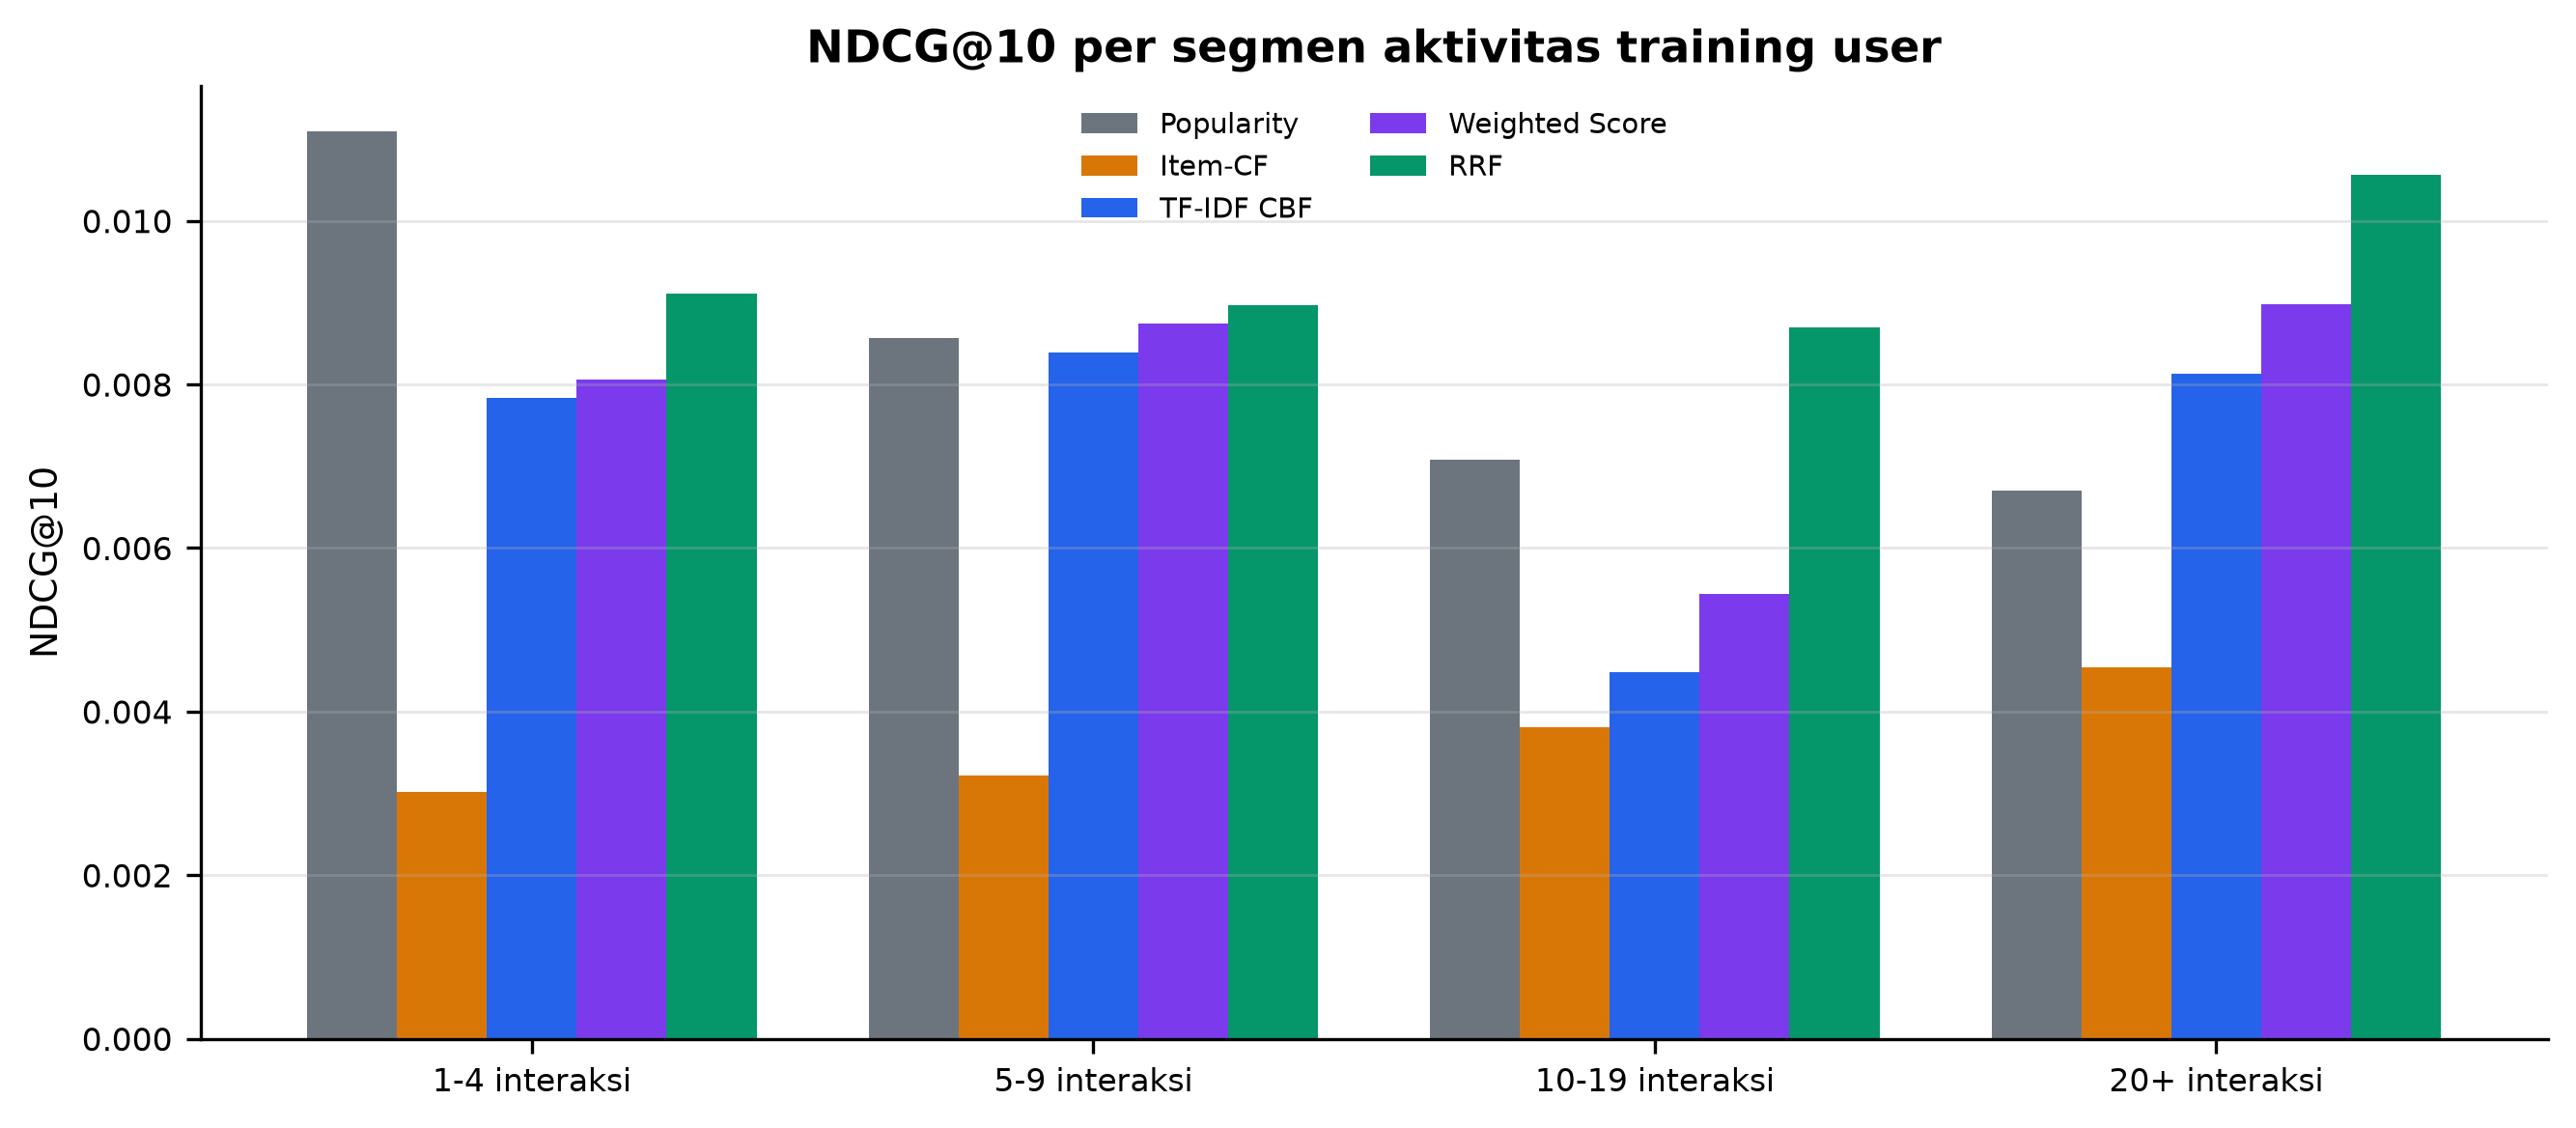 NDCG@10 per segmen aktivitas training user
Popularity
Item-CF
TF-IDF CBF
Weighted Score
RRF
NDCG@10
0.010
0.008
0.006
0.004
0.002
0.000
1-4 interaksi
5-9 interaksi
10-19 interaksi
20+ interaksi